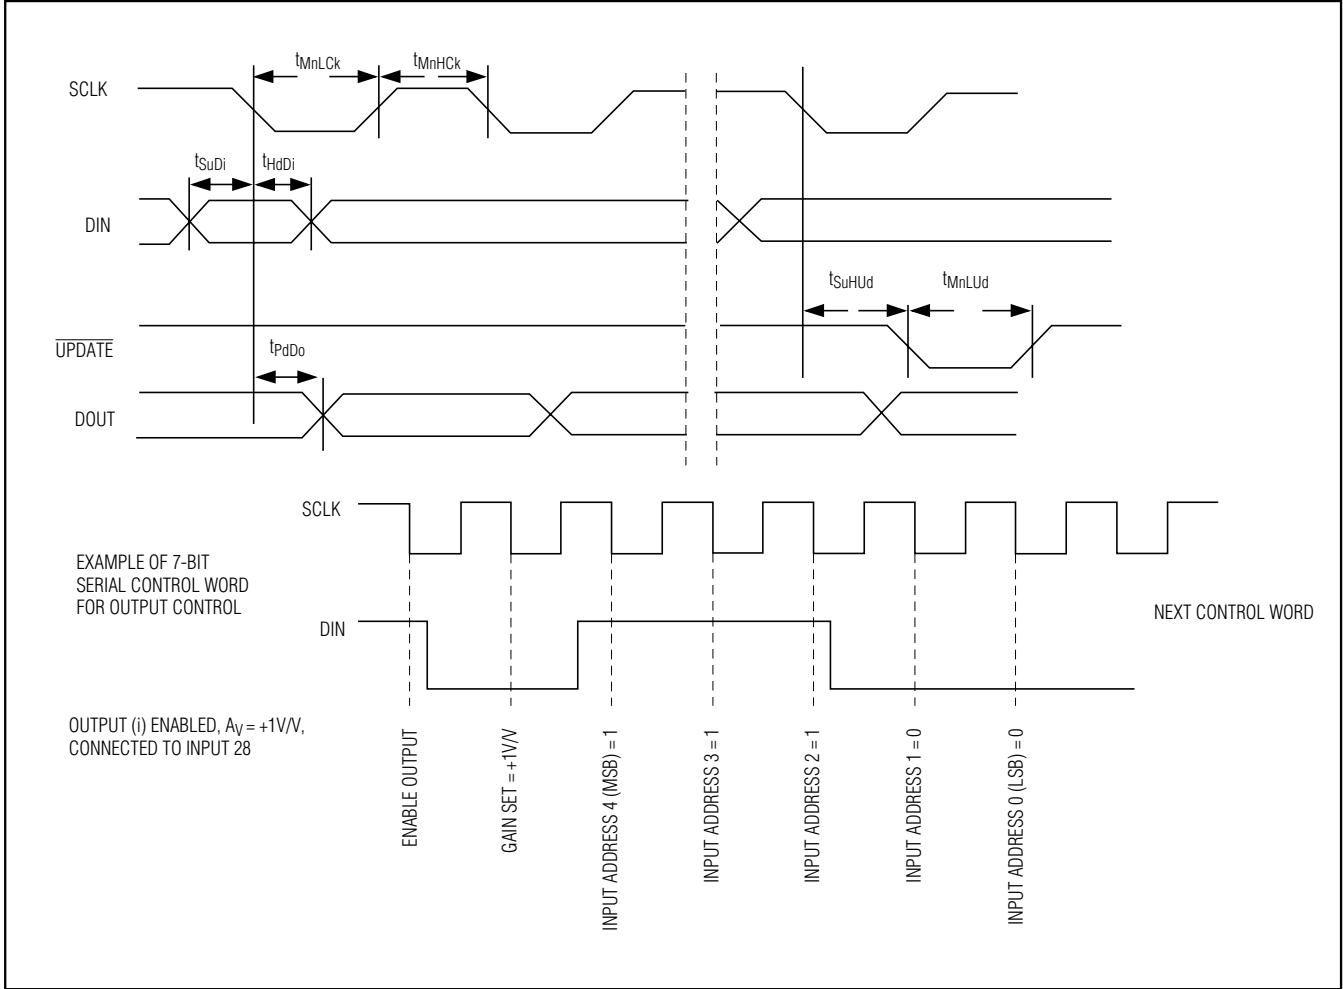 tMnLCk
tMnHCk
SCLK
tSuDi
tHdDi
DIN
tSuHUd
tMnLUd
UPDATE
tPdDo
DOUT
SCLK
EXAMPLE OF 7-BIT
SERIAL CONTROL WORD
FOR OUTPUT CONTROL
DIN
NEXT CONTROL WORD
OUTPUT (i) ENABLED, AV = +1V/V,
CONNECTED TO INPUT 28
ENABLE OUTPUT
GAIN SET = +1V/V
INPUT ADDRESS 4 (MSB) = 1
INPUT ADDRESS 3 = 1
INPUT ADDRESS 2 = 1
INPUT ADDRESS 1 = 0
INPUT ADDRESS 0 (LSB) = 0